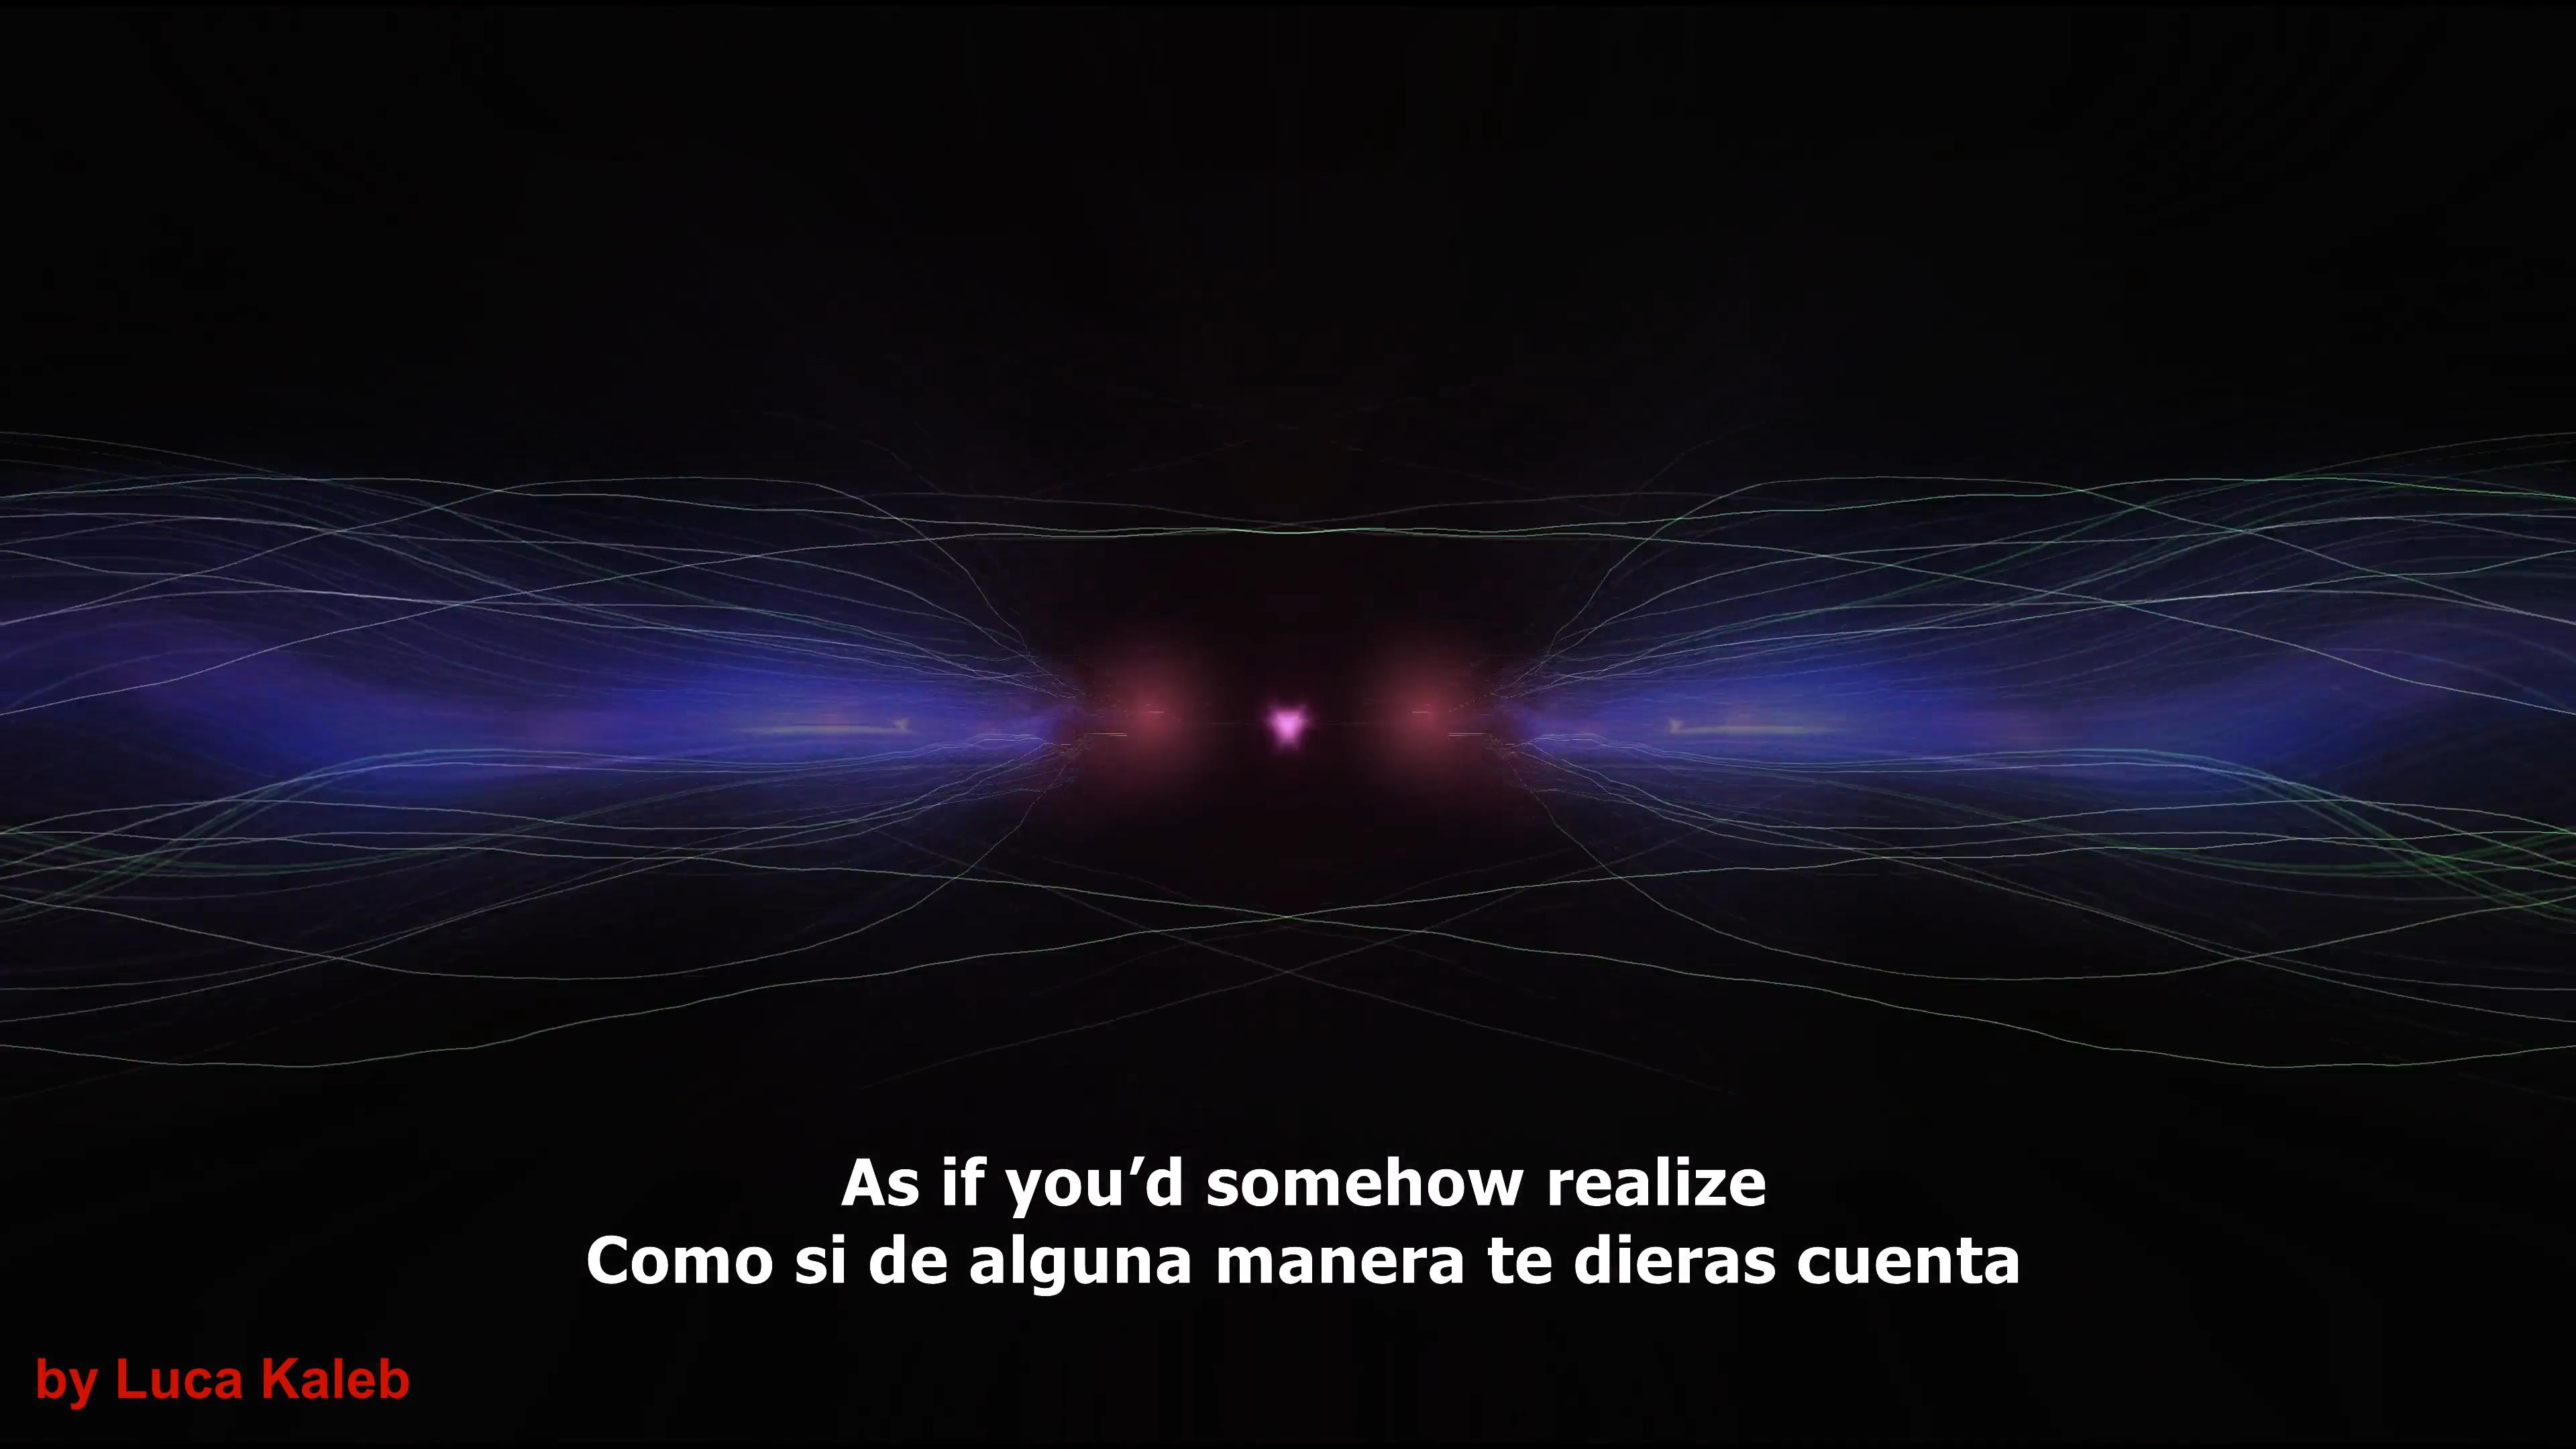 As if you’d somehow realize
Como si de alguna manera te dieras cuenta
by Luca Kaleb